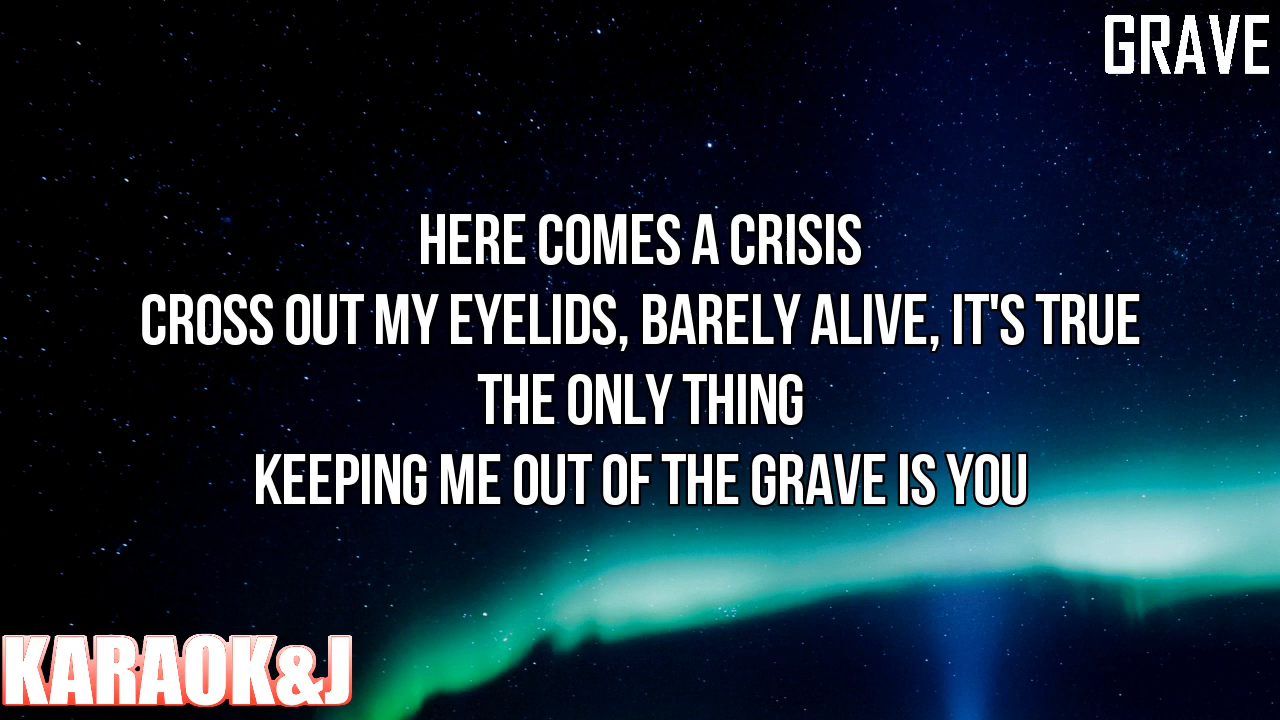 GRAVE
HERE COMES A CRISIS
CROSS OUT MY EYELIDS, BARELY ALIVE, IT'S TRUE
THE ONLY THING
KEEPING ME OUT OF THE GRAVE IS YOU
KARAOK&J